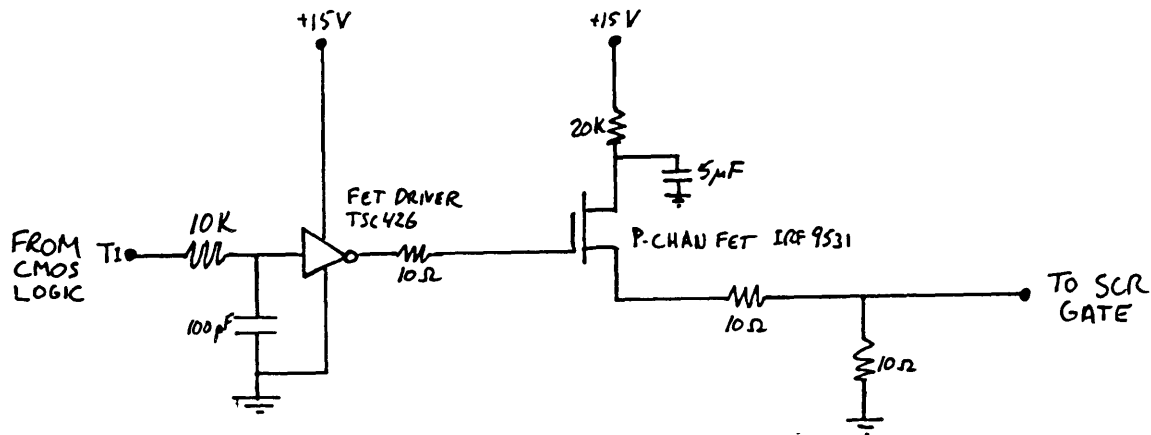 +15V
+15V
20K
5µF
FET DRIVER
TSC426
10K
FROM
CMOS
LOGIC
TI
10Ω
P-CHAN FET IRF9531
TO SCR
GATE
100pF
10Ω
10Ω